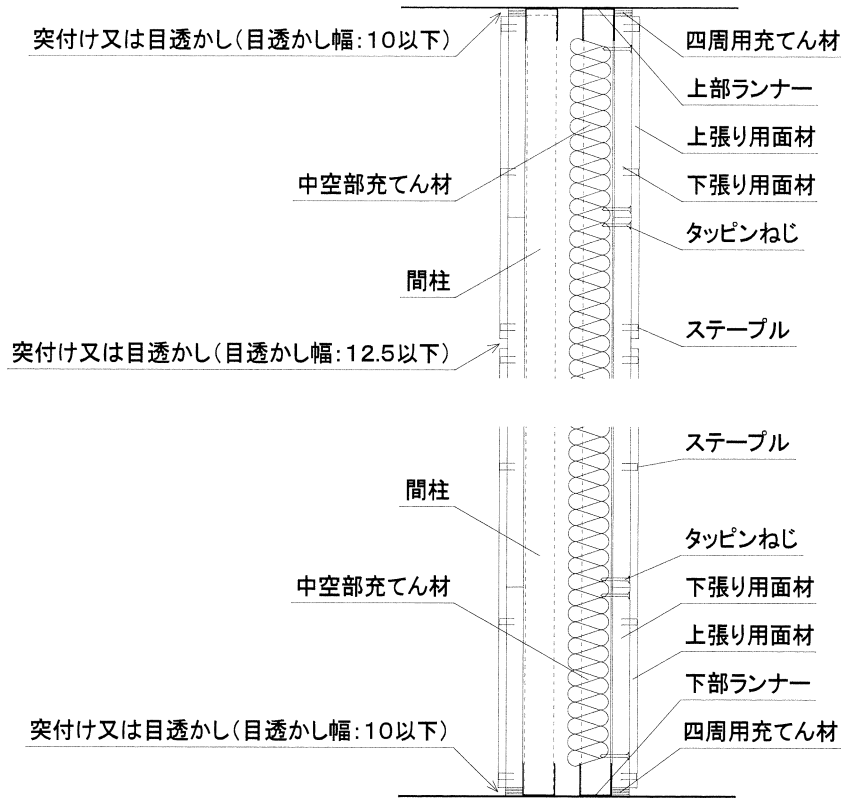 突付け又は目透かし(目透かし幅:10以下)
四周用充てん材
上部ランナー
上張り用面材
中空部充てん材
下張り用面材
タッピンねじ
間柱
ステープル
突付け又は目透かし(目透かし幅:12.5以下)
ステープル
間柱
タッピンねじ
中空部充てん材
下張り用面材
上張り用面材
下部ランナー
突付け又は目透かし(目透かし幅:10以下)
四周用充てん材